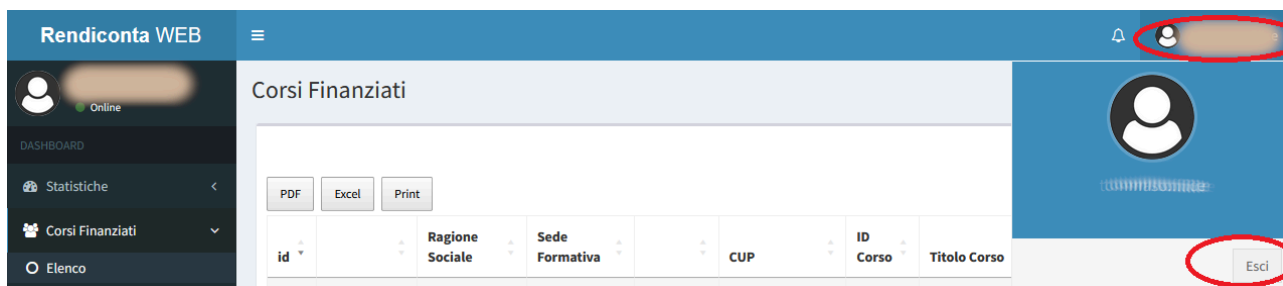 Rendiconta WEB
Online
DASHBOARD
Statistiche
Corsi Finanziati
Elenco
Corsi Finanziati
PDF Excel Print
id Ragione Sociale Sede Formativa CUP ID Corso Titolo Corso
Esci